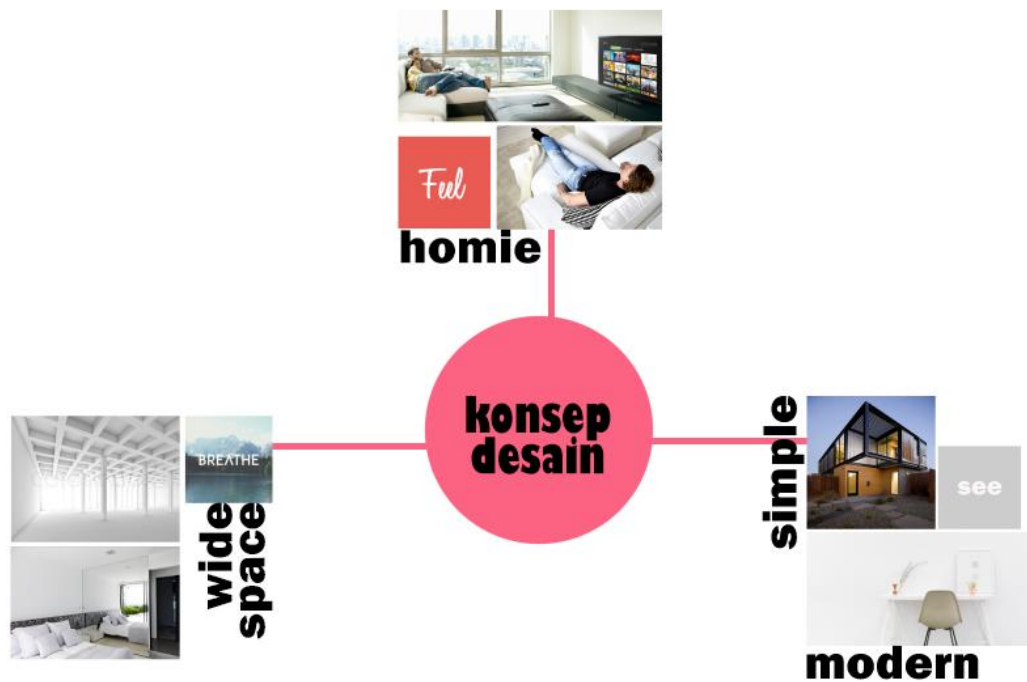 Feel
homie
konsep
desain
BREATHE
wide
space
simple
see
modern